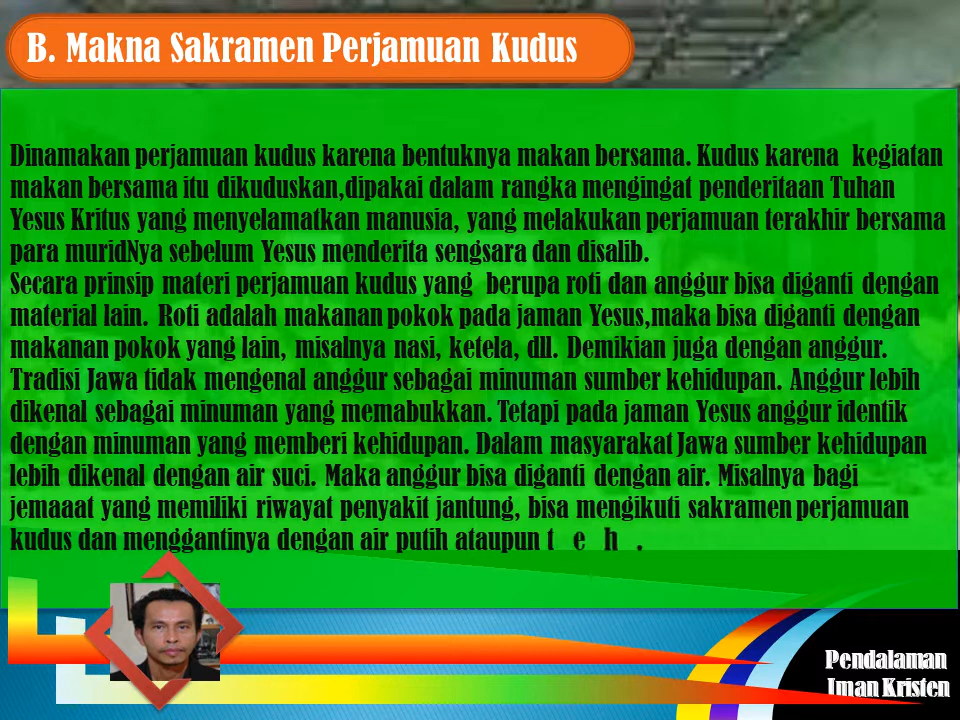 B. Makna Sakramen Perjamuan Kudus
Dinamakan perjamuan kudus karena bentuknya makan bersama. Kudus karena kegiatan
makan bersama itu dikuduskan,dipakai dalam rangka mengingat penderitaan Tuhan
Yesus Kritus yang menyelamatkan manusia, yang melakukan perjamuan terakhir bersama
para muridNya sebelum Yesus menderita sengsara dan disalib.
Secara prinsip materi perjamuan kudus yang berupa roti dan anggur bisa diganti dengan
material lain. Roti adalah makanan pokok pada jaman Yesus,maka bisa diganti dengan
makanan pokok yang lain, misalnya nasi, ketela, dll. Demikian juga dengan anggur.
Tradisi Jawa tidak mengenal anggur sebagai minuman sumber kehidupan. Anggur lebih
dikenal sebagai minuman yang memabukkan. Tetapi pada jaman Yesus anggur identik
dengan minuman yang memberi kehidupan. Dalam masyarakat Jawa sumber kehidupan
lebih dikenal dengan air suci. Maka anggur bisa diganti dengan air. Misalnya bagi
jemaaat yang memiliki riwayat penyakit jantung, bisa mengikuti sakramen perjamuan
kudus dan menggantinya dengan air putih ataupun t e h .
Pendalaman
Iman Kristen